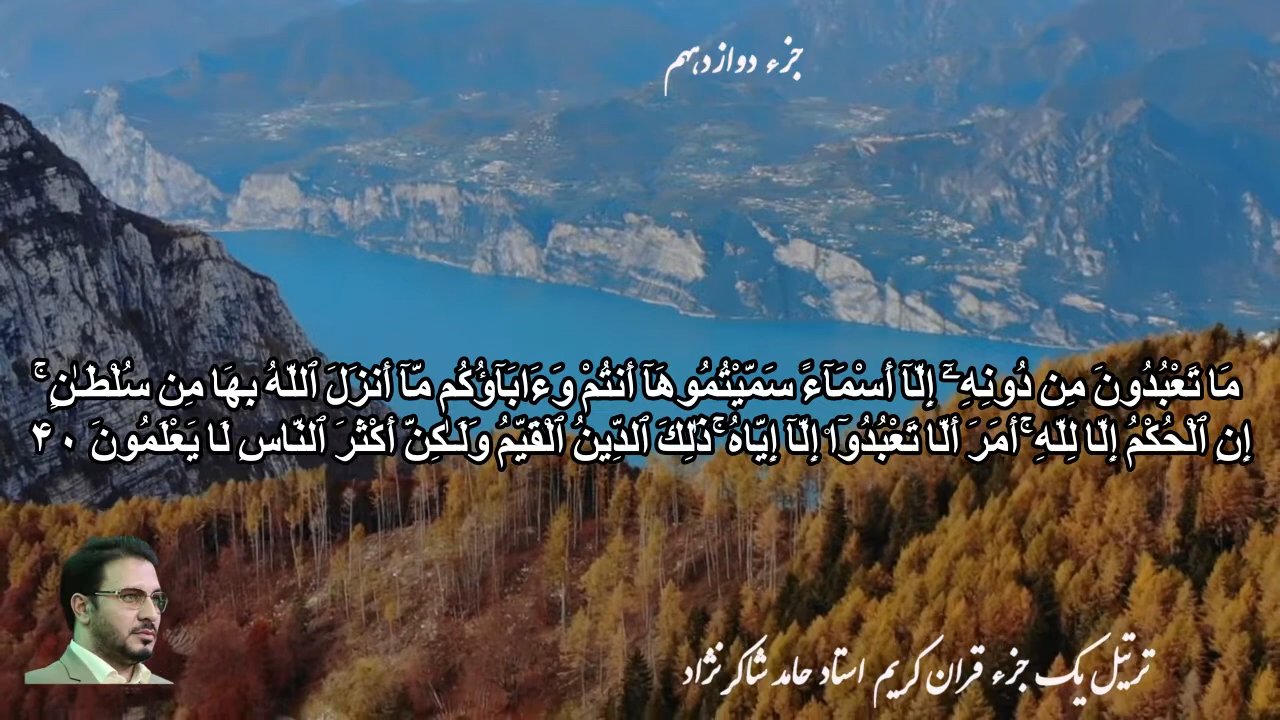 جزء دوازدهم
مَا تَعْبُدُونَ مِن دُونِهِۦٓ إِلَّآ أَسْمَآءً سَمَّيْتُمُوهَآ أَنتُمْ وَءَابَآؤُكُم مَّآ أَنزَلَ ٱللَّهُ بِهَا مِن سُلْطَـٰنٍ ۚ
إِنِ ٱلْحُكْمُ إِلَّا لِلَّهِ ۚ أَمَرَ أَلَّا تَعْبُدُوٓا۟ إِلَّآ إِيَّاهُ ۚ ذَٰلِكَ ٱلدِّينُ ٱلْقَيِّمُ وَلَـٰكِنَّ أَكْثَرَ ٱلنَّاسِ لَا يَعْلَمُونَ ۴۰
ترتیل یک جزء قران کریم استاد حامد شاکرنژاد